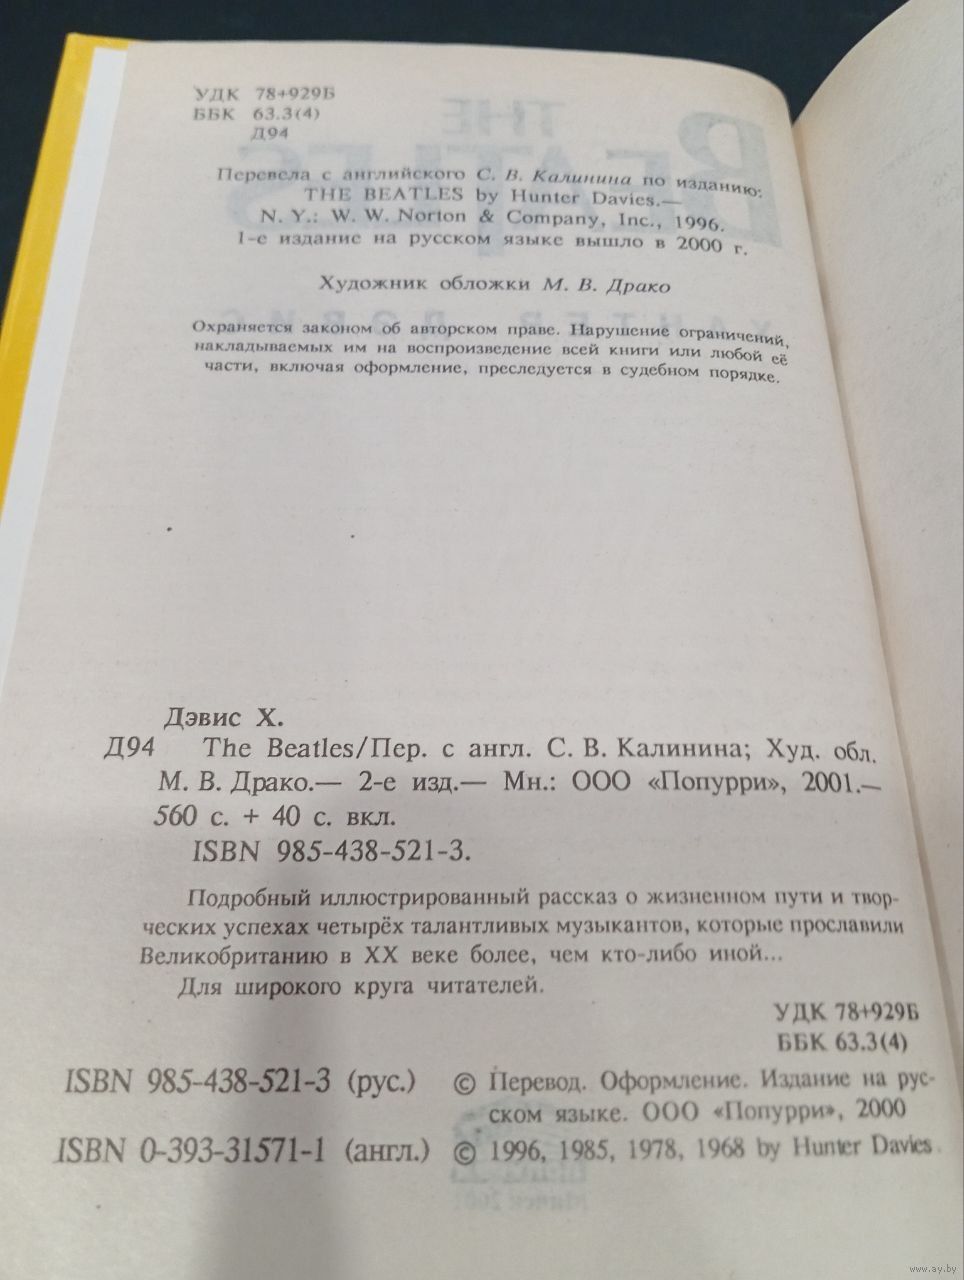 УДК 78+929Б
ББК 63.3(4)
Д94
Перевела с английского С. В. Калинина по изданию:
THE BEATLES by Hunter Davies.—
N. Y.: W. W. Norton & Company, Inc., 1996.
1-е издание на русском языке вышло в 2000 г.
Художник обложки М. В. Драко
Охраняется законом об авторском праве. Нарушение ограничений,
накладываемых им на воспроизведение всей книги или любой её
части, включая оформление, преследуется в судебном порядке.
Дэвис Х.
Д94 The Beatles/Пер. с англ. С. В. Калинина; Худ. обл.
М. В. Драко.— 2-е изд.— Мн.: ООО «Попурри», 2001.—
560 с. + 40 с. вкл.
ISBN 985-438-521-3.
Подробный иллюстрированный рассказ о жизненном пути и твор-
ческих успехах четырёх талантливых музыкантов, которые прославили
Великобританию в XX веке более, чем кто-либо иной...
Для широкого круга читателей.
УДК 78+929Б
ББК 63.3(4)
ISBN 985-438-521-3 (рус.) © Перевод. Оформление. Издание на рус-
ском языке. ООО «Попурри», 2000
ISBN 0-393-31571-1 (англ.) © 1996, 1985, 1978, 1968 by Hunter Davies
www.ay.by